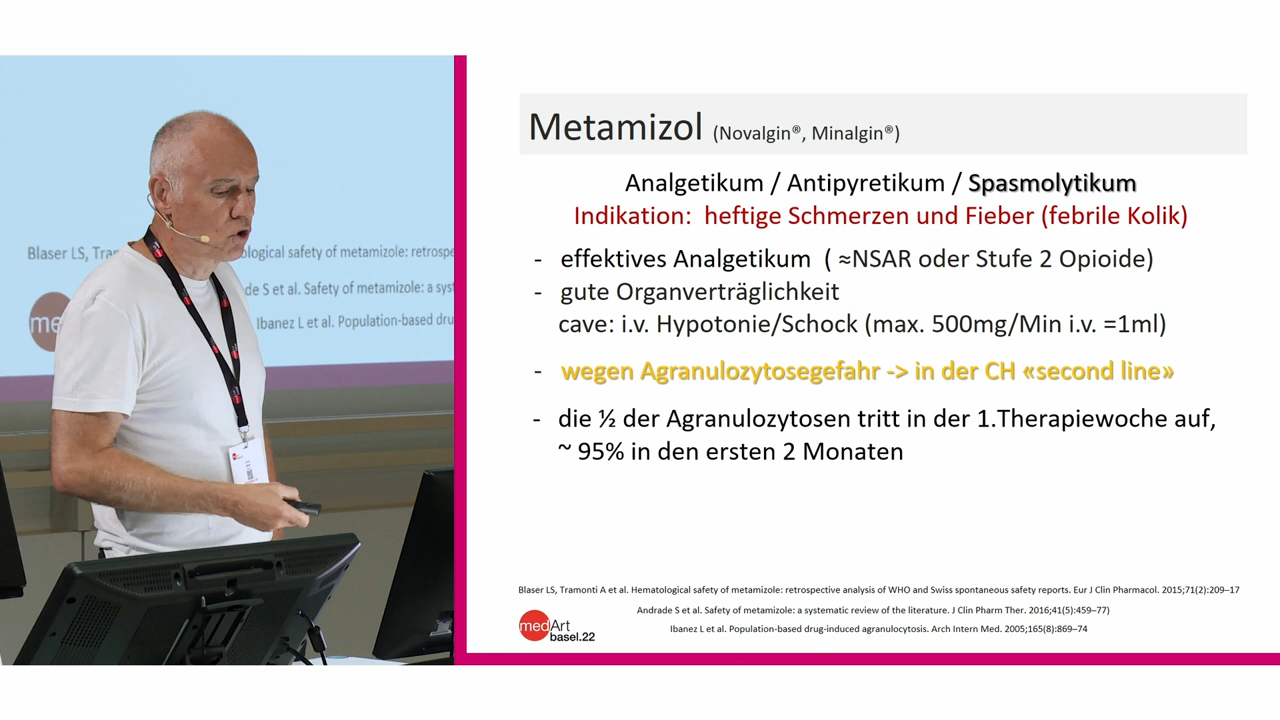 Blaser LS, Tra
ological safety of metamizole: retrospe
de S et al. Safety of metamizole: a sys
Ibanez L et al. Population-based dru
me
Metamizol (Novalgin®, Minalgin®)
Analgetikum / Antipyretikum / Spasmolytikum
Indikation: heftige Schmerzen und Fieber (febrile Kolik)
- effektives Analgetikum ( ≈NSAR oder Stufe 2 Opioide)
- gute Organverträglichkeit
cave: i.v. Hypotonie/Schock (max. 500mg/Min i.v. =1ml)
- wegen Agranulozytosegefahr -> in der CH «second line»
- die ½ der Agranulozytosen tritt in der 1.Therapiewoche auf,
~ 95% in den ersten 2 Monaten
Blaser LS, Tramonti A et al. Hematological safety of metamizole: retrospective analysis of WHO and Swiss spontaneous safety reports. Eur J Clin Pharmacol. 2015;71(2):209–17
Andrade S et al. Safety of metamizole: a systematic review of the literature. J Clin Pharm Ther. 2016;41(5):459–77)
Ibanez L et al. Population-based drug-induced agranulocytosis. Arch Intern Med. 2005;165(8):869–74
medArt
basel.22